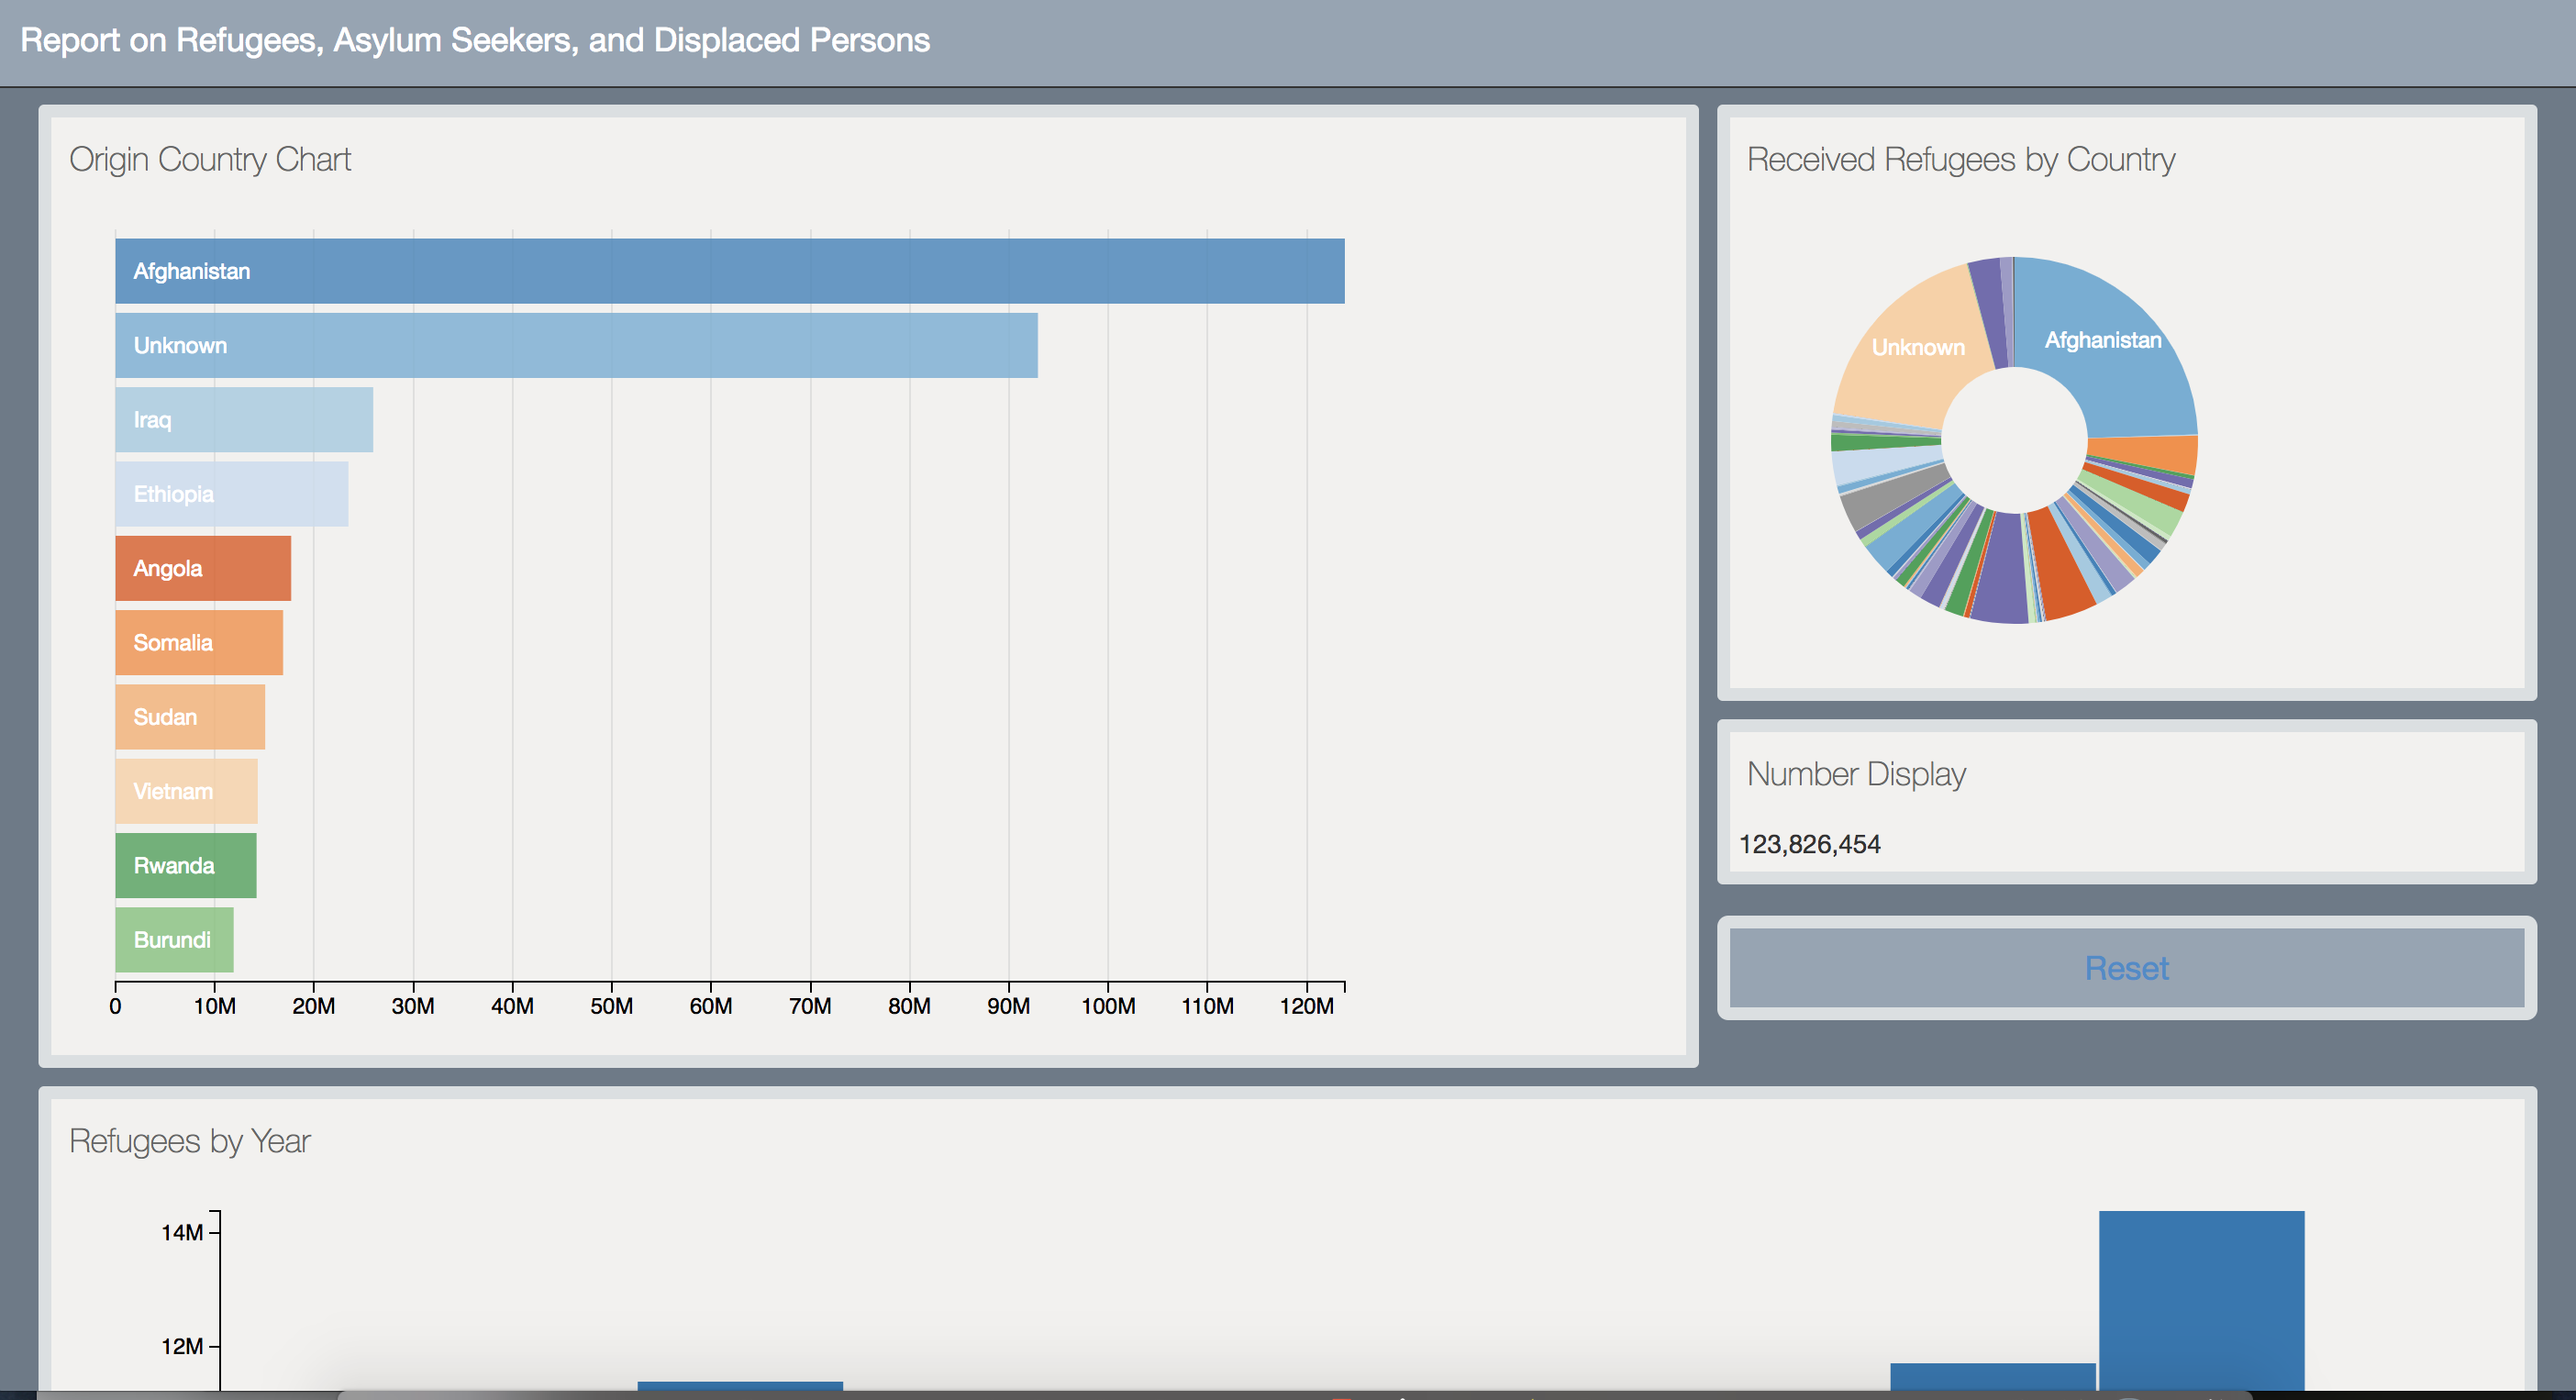 Report on Refugees, Asylum Seekers, and Displaced Persons
Origin Country Chart
Afghanistan
Unknown
Iraq
Ethiopia
Angola
Somalia
Sudan
Vietnam
Rwanda
Burundi
0 10M 20M 30M 40M 50M 60M 70M 80M 90M 100M 110M 120M
Received Refugees by Country
Unknown
Afghanistan
Number Display
123,826,454
Reset
Refugees by Year
14M
12M